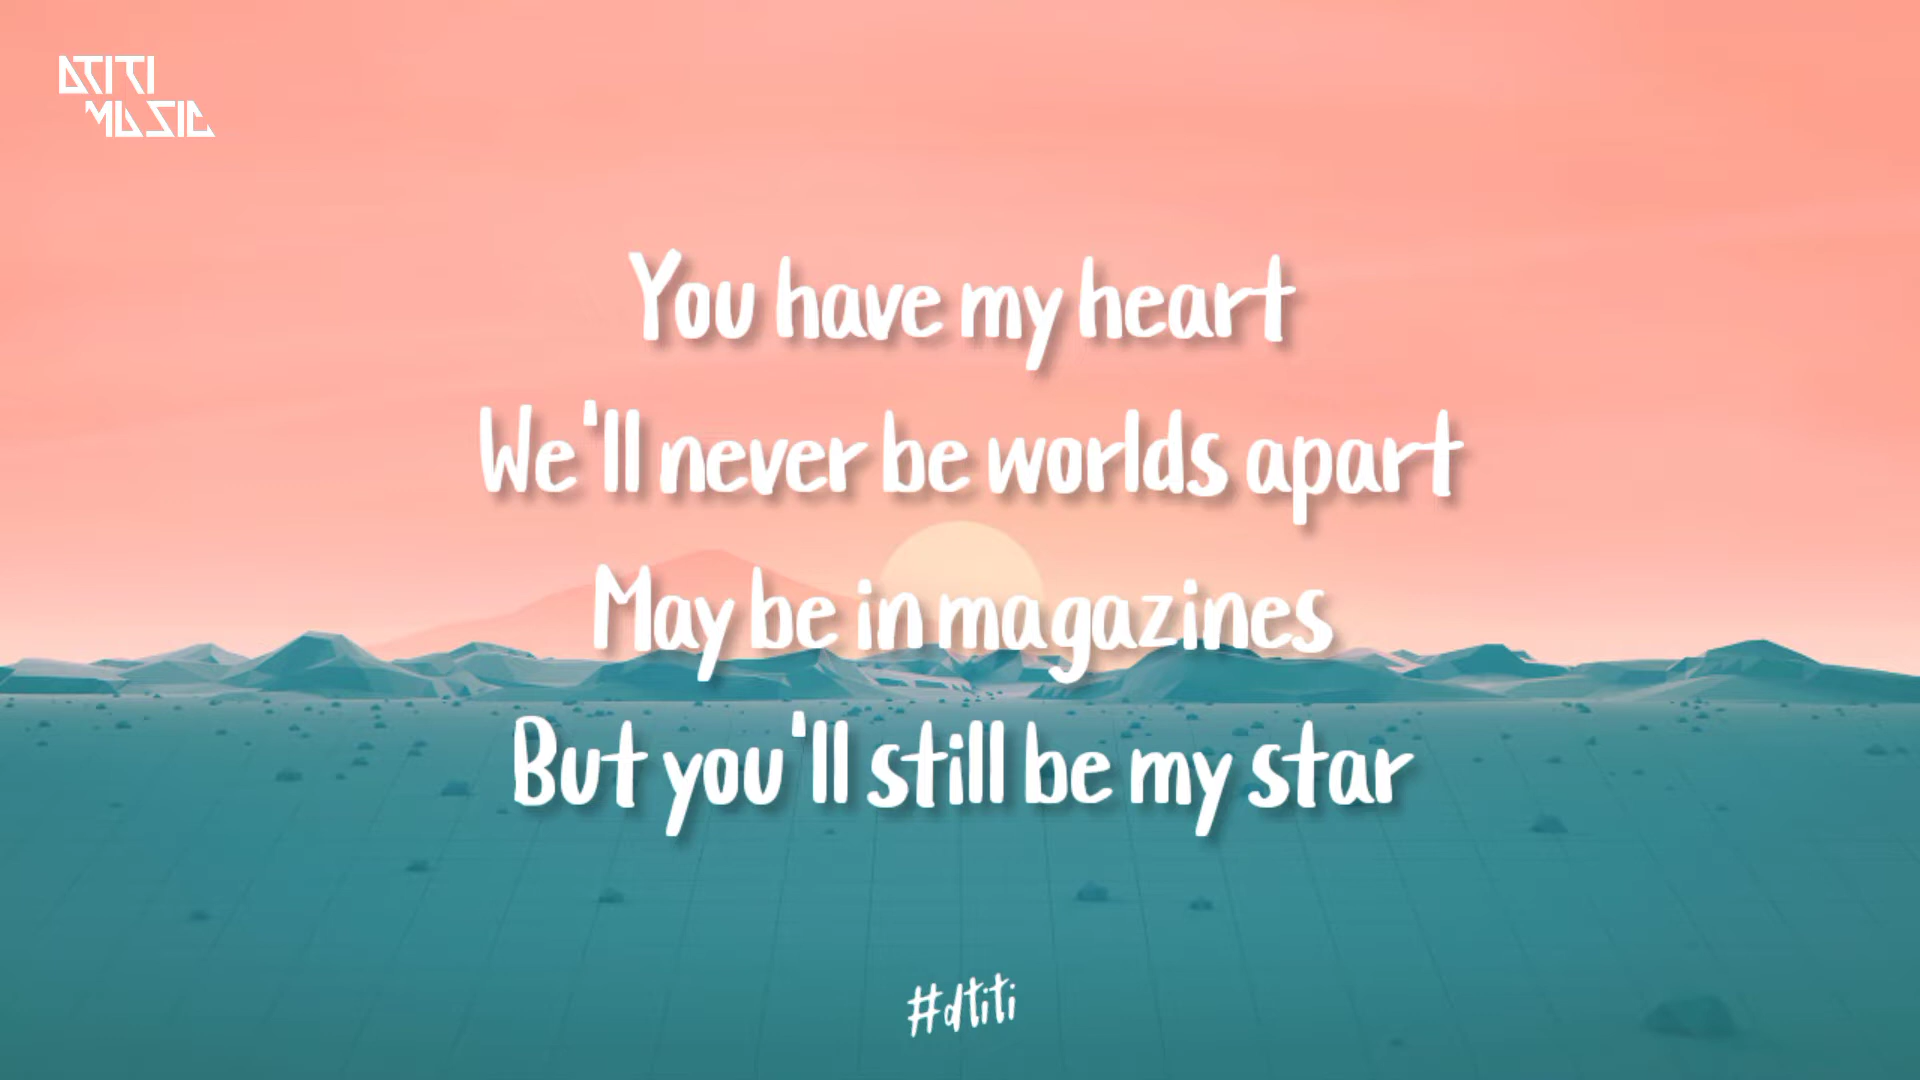 DTITI
MUSIC
You have my heart
We'll never be worlds apart
May be in magazines
But you'll still be my star
#dtiti